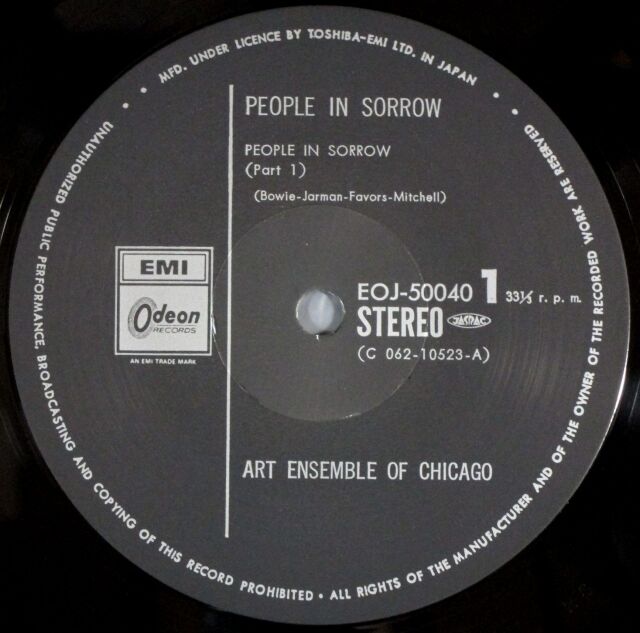 • • MFD. UNDER LICENCE BY TOSHIBA-EMI LTD. IN JAPAN • •
UNAUTHORIZED PUBLIC PERFORMANCE, BROADCASTING AND COPYING OF THIS RECORD PROHIBITED • ALL RIGHTS OF THE MANUFACTURER AND OF THE OWNER OF THE RECORDED WORK ARE RESERVED
PEOPLE IN SORROW
PEOPLE IN SORROW
(Part 1)
(Bowie-Jarman-Favors-Mitchell)
EMI
Odeon
RECORDS
AN EMI TRADE MARK
EOJ-50040 1 33⅓ r. p. m.
STEREO JASRAC
(C 062-10523-A)
ART ENSEMBLE OF CHICAGO